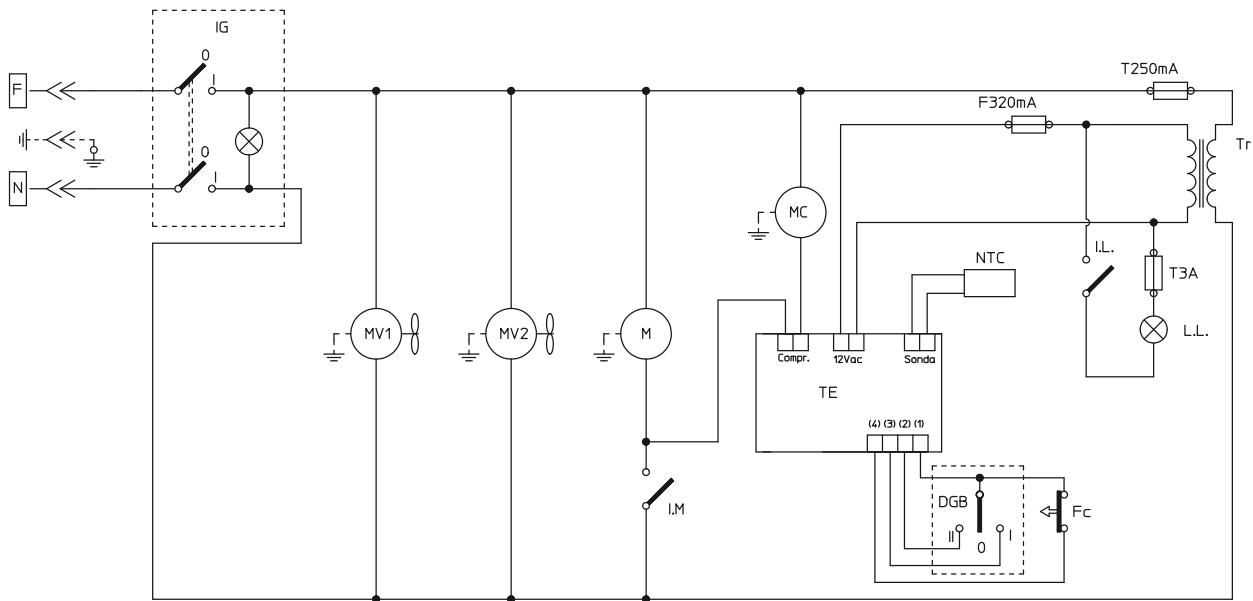 IG
0
I
F
T250mA
F320mA
Tr
0
I
N
MC
I.L.
NTC
T3A
MV1
MV2
M
L.L.
Compr.
12Vac
Sonda
TE
(4) (3) (2) (1)
DGB
Fc
I.M
II
0
I